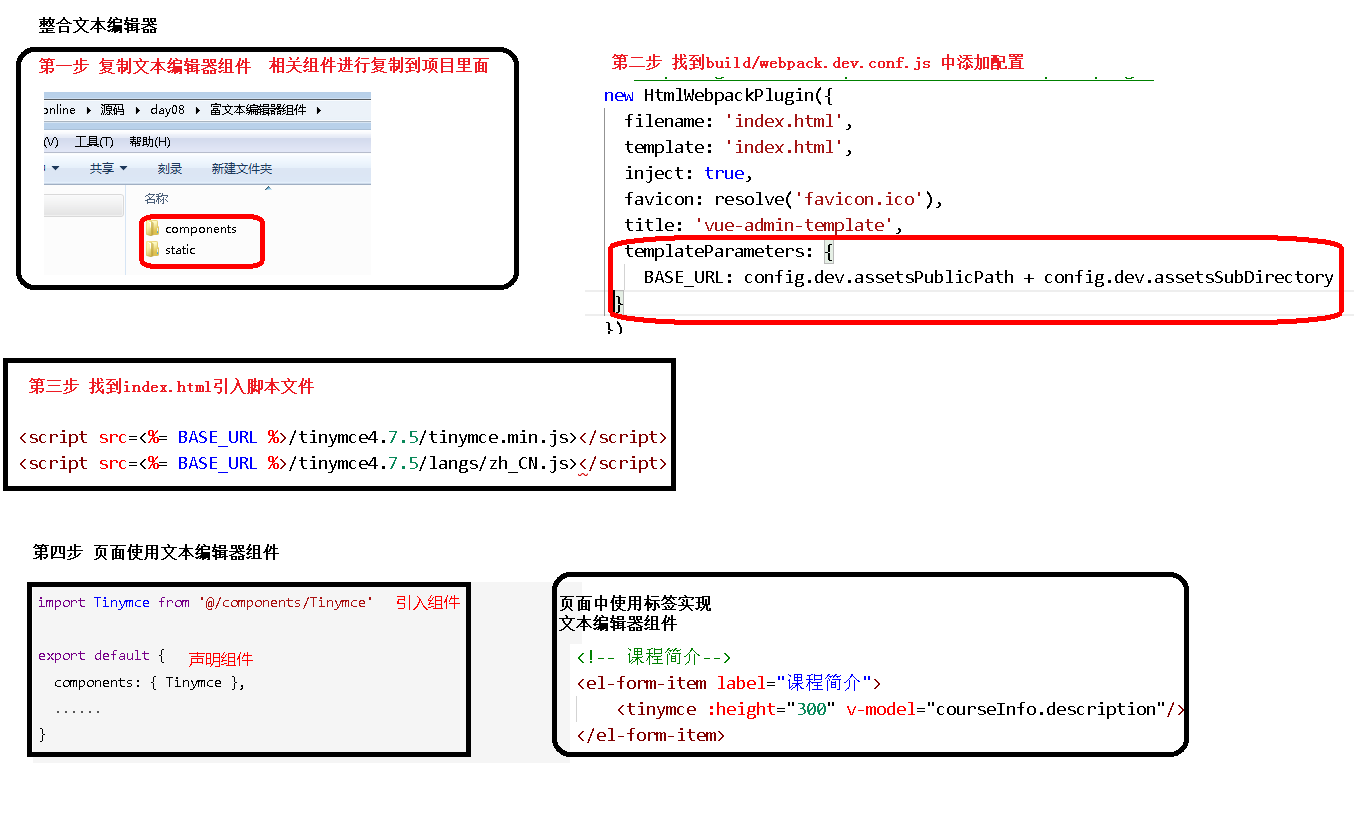 整合文本编辑器
第一步 复制文本编辑器组件 相关组件进行复制到项目里面
online ▸ 源码 ▸ day08 ▸ 富文本编辑器组件 ▸
(V) 工具(T) 帮助(H)
共享 刻录 新建文件夹
名称
components
static
第二步 找到build/webpack.dev.conf.js 中添加配置
new HtmlWebpackPlugin({
filename: 'index.html',
template: 'index.html',
inject: true,
favicon: resolve('favicon.ico'),
title: 'vue-admin-template',
templateParameters: {
BASE_URL: config.dev.assetsPublicPath + config.dev.assetsSubDirectory
}
})
第三步 找到index.html引入脚本文件
<script src=<%= BASE_URL %>/tinymce4.7.5/tinymce.min.js></script>
<script src=<%= BASE_URL %>/tinymce4.7.5/langs/zh_CN.js></script>
第四步 页面使用文本编辑器组件
import Tinymce from '@/components/Tinymce' 引入组件
export default { 声明组件
components: { Tinymce },
......
}
页面中使用标签实现
文本编辑器组件
<!-- 课程简介-->
<el-form-item label="课程简介">
<tinymce :height="300" v-model="courseInfo.description"/>
</el-form-item>